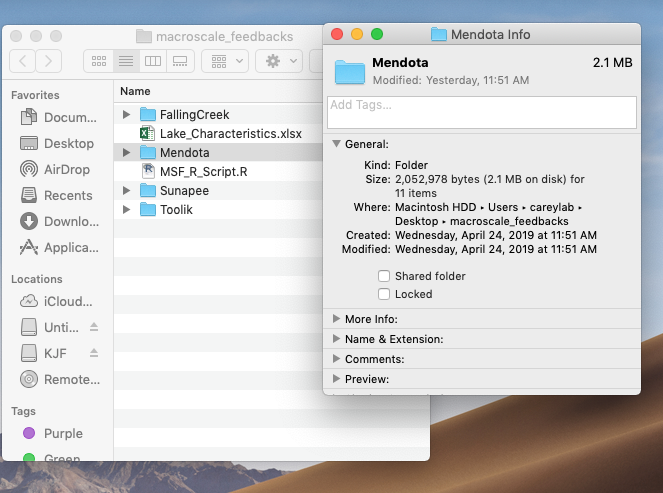 macroscale_feedbacks
Favorites
Docum...
Desktop
AirDrop
Recents
Downlo...
Applica...
Locations
iCloud...
Unti...
KJF
Remote...
Tags
Purple
Green
Name
FallingCreek
Lake_Characteristics.xlsx
Mendota
MSF_R_Script.R
Sunapee
Toolik
Mendota Info
Mendota 2.1 MB
Modified: Yesterday, 11:51 AM
Add Tags...
General:
Kind: Folder
Size: 2,052,978 bytes (2.1 MB on disk) for
11 items
Where: Macintosh HDD ▸ Users ▸ careylab ▸
Desktop ▸ macroscale_feedbacks
Created: Wednesday, April 24, 2019 at 11:51 AM
Modified: Wednesday, April 24, 2019 at 11:51 AM
Shared folder
Locked
More Info:
Name & Extension:
Comments:
Preview: